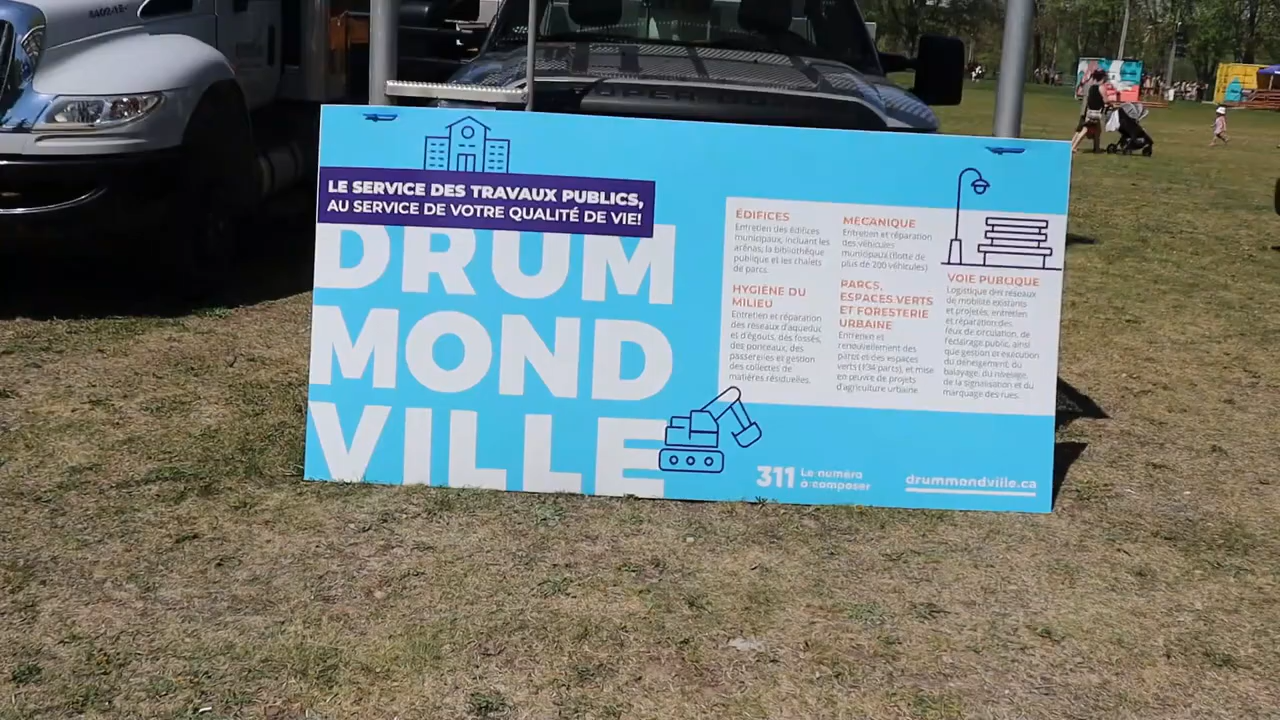 LE SERVICE DES TRAVAUX PUBLICS,
AU SERVICE DE VOTRE QUALITÉ DE VIE!
DRUM
MOND
VILLE
ÉDIFICES
Entretien des édifices
municipaux, incluant les
arénas, la bibliothèque
publique et les chalets
de parcs.
HYGIÈNE DU
MILIEU
Entretien et réparation
des réseaux d'aqueduc
et d'égouts, des fossés,
des ponceaux, des
passerelles et gestion
des collectes de
matières résiduelles.
MÉCANIQUE
Entretien et réparation
des véhicules
municipaux (flotte de
plus de 200 véhicules)
PARCS,
ESPACES VERTS
ET FORESTERIE
URBAINE
Entretien et
renouvellement des
parcs et des espaces
verts (134 parcs), et mise
en œuvre de projets
d'agriculture urbaine
VOIE PUBLIQUE
Logistique des réseaux
de mobilité existants
et projetés, entretien
et réparation des
feux de circulation, de
l'éclairage public, ainsi
que gestion et exécution
du déneigement, du
balayage, du nivelage,
de la signalisation et du
marquage des rues.
311 Le numéro
à composer
drummondville.ca